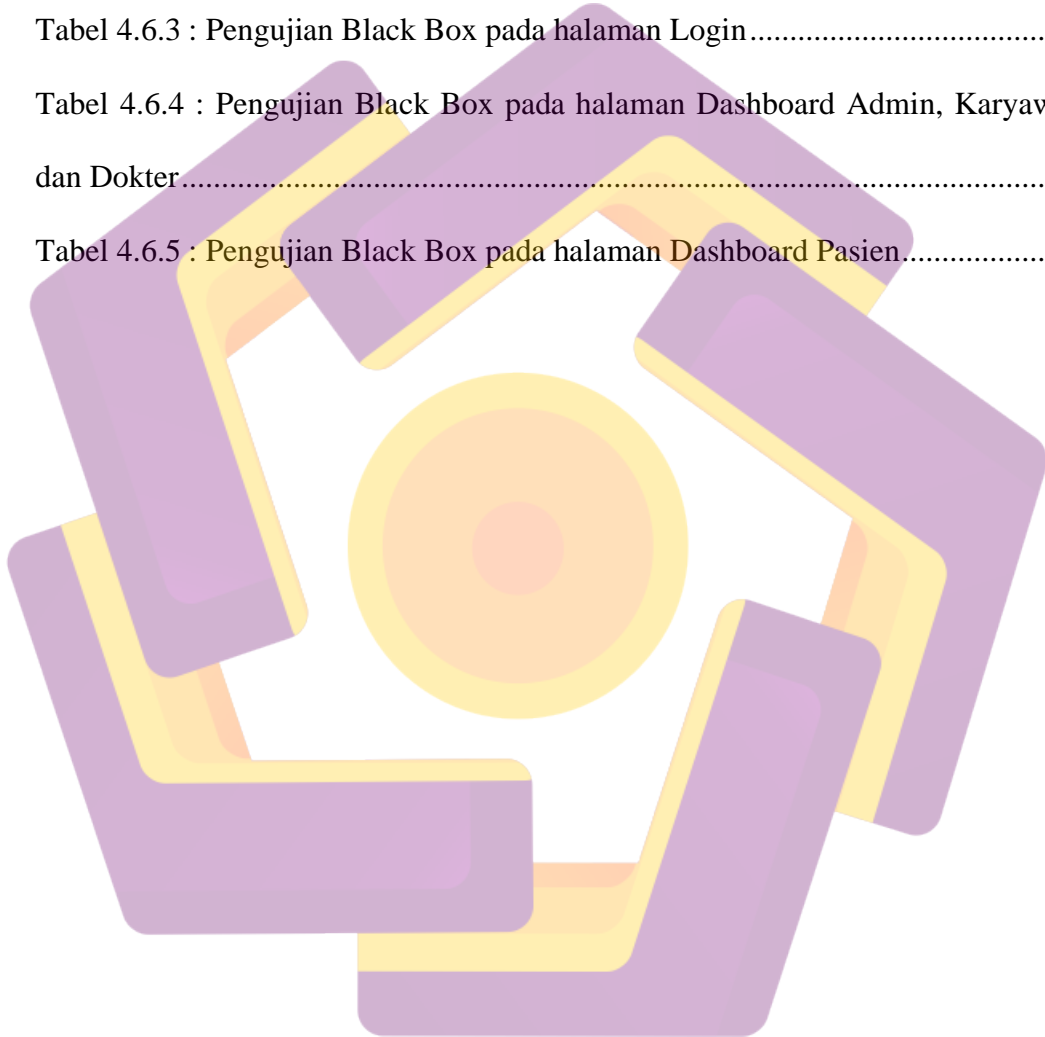 Tabel 4.6.3 : Pengujian Black Box pada halaman Login.....................................
Tabel 4.6.4 : Pengujian Black Box pada halaman Dashboard Admin, Karyaw
dan Dokter.............................................................................................................
Tabel 4.6.5 : Pengujian Black Box pada halaman Dashboard Pasien..................